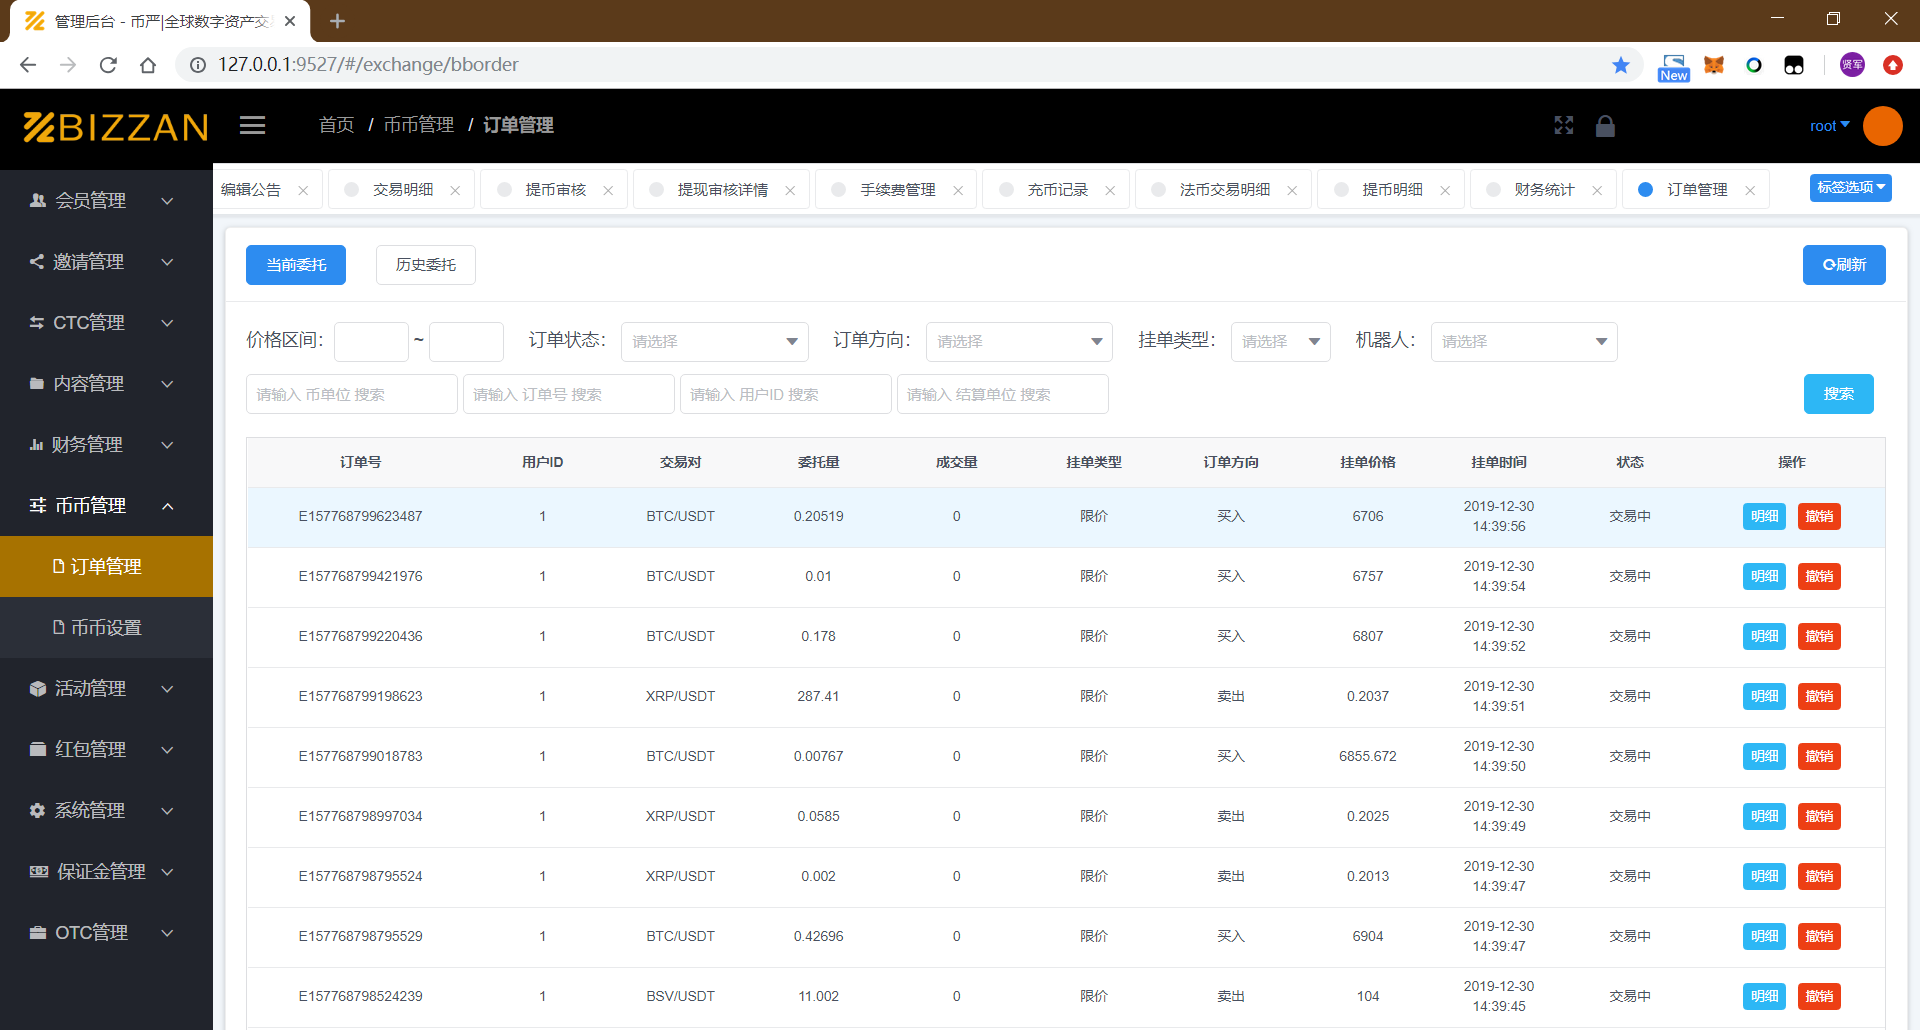 管理后台 - 币严|全球数字资产交
127.0.0.1:9527/#/exchange/bborder
New
贤军
BIZZAN
首页 / 币币管理 / 订单管理
root
编辑公告
交易明细
提币审核
提现审核详情
手续费管理
充币记录
法币交易明细
提币明细
财务统计
订单管理
标签选项
会员管理
邀请管理
CTC管理
内容管理
财务管理
币币管理
订单管理
币币设置
活动管理
红包管理
系统管理
保证金管理
OTC管理
当前委托
历史委托
刷新
价格区间： ~ 订单状态： 请选择 订单方向： 请选择 挂单类型： 请选择 机器人： 请选择
请输入 币单位 搜索 请输入 订单号 搜索 请输入 用户ID 搜索 请输入 结算单位 搜索 搜索
订单号 用户ID 交易对 委托量 成交量 挂单类型 订单方向 挂单价格 挂单时间 状态 操作
E157768799623487 1 BTC/USDT 0.20519 0 限价 买入 6706 2019-12-30 14:39:56 交易中 明细 撤销
E157768799421976 1 BTC/USDT 0.01 0 限价 买入 6757 2019-12-30 14:39:54 交易中 明细 撤销
E157768799220436 1 BTC/USDT 0.178 0 限价 买入 6807 2019-12-30 14:39:52 交易中 明细 撤销
E157768799198623 1 XRP/USDT 287.41 0 限价 卖出 0.2037 2019-12-30 14:39:51 交易中 明细 撤销
E157768799018783 1 BTC/USDT 0.00767 0 限价 买入 6855.672 2019-12-30 14:39:50 交易中 明细 撤销
E157768798997034 1 XRP/USDT 0.0585 0 限价 卖出 0.2025 2019-12-30 14:39:49 交易中 明细 撤销
E157768798795524 1 XRP/USDT 0.002 0 限价 卖出 0.2013 2019-12-30 14:39:47 交易中 明细 撤销
E157768798795529 1 BTC/USDT 0.42696 0 限价 买入 6904 2019-12-30 14:39:47 交易中 明细 撤销
E157768798524239 1 BSV/USDT 11.002 0 限价 卖出 104 2019-12-30 14:39:45 交易中 明细 撤销